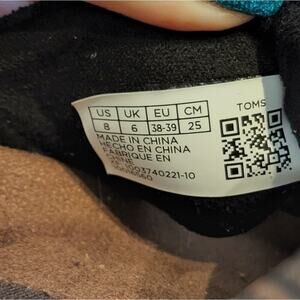 US UK EU CM
8 6 38-39 25
TOMS
MADE IN CHINA
HECHO EN CHINA
FABRIQUE EN
CHINE